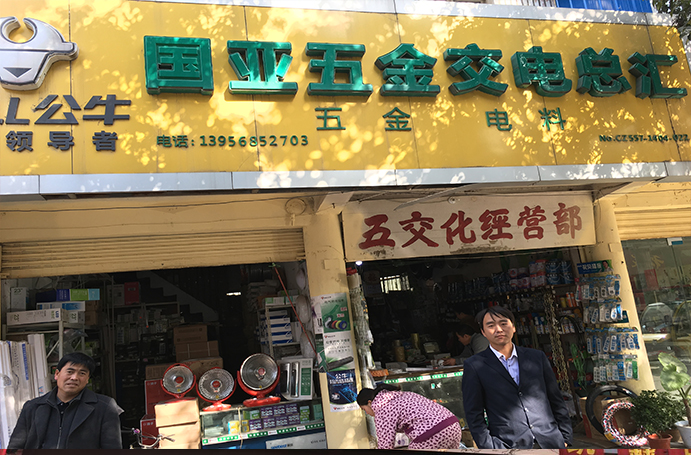 国亚五金交电总汇
公牛
领导者
五金电料
电话:13956852703
No.CZ557-1404-022
五交化经营部